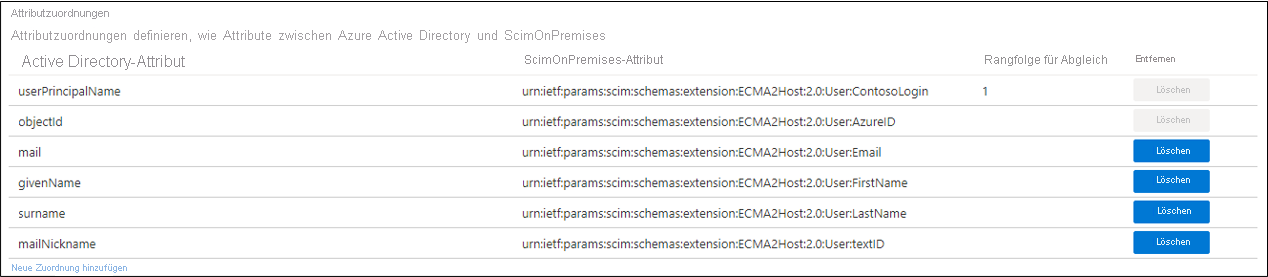 Attributzuordnungen
Attributzuordnungen definieren, wie Attribute zwischen Azure Active Directory und ScimOnPremises
Active Directory-Attribut ScimOnPremises-Attribut Rangfolge für Abgleich Entfernen
userPrincipalName urn:ietf:params:scim:schemas:extension:ECMA2Host:2.0:User:ContosoLogin 1 Löschen
objectId urn:ietf:params:scim:schemas:extension:ECMA2Host:2.0:User:AzureID Löschen
mail urn:ietf:params:scim:schemas:extension:ECMA2Host:2.0:User:Email Löschen
givenName urn:ietf:params:scim:schemas:extension:ECMA2Host:2.0:User:FirstName Löschen
surname urn:ietf:params:scim:schemas:extension:ECMA2Host:2.0:User:LastName Löschen
mailNickname urn:ietf:params:scim:schemas:extension:ECMA2Host:2.0:User:textID Löschen
Neue Zuordnung hinzufügen